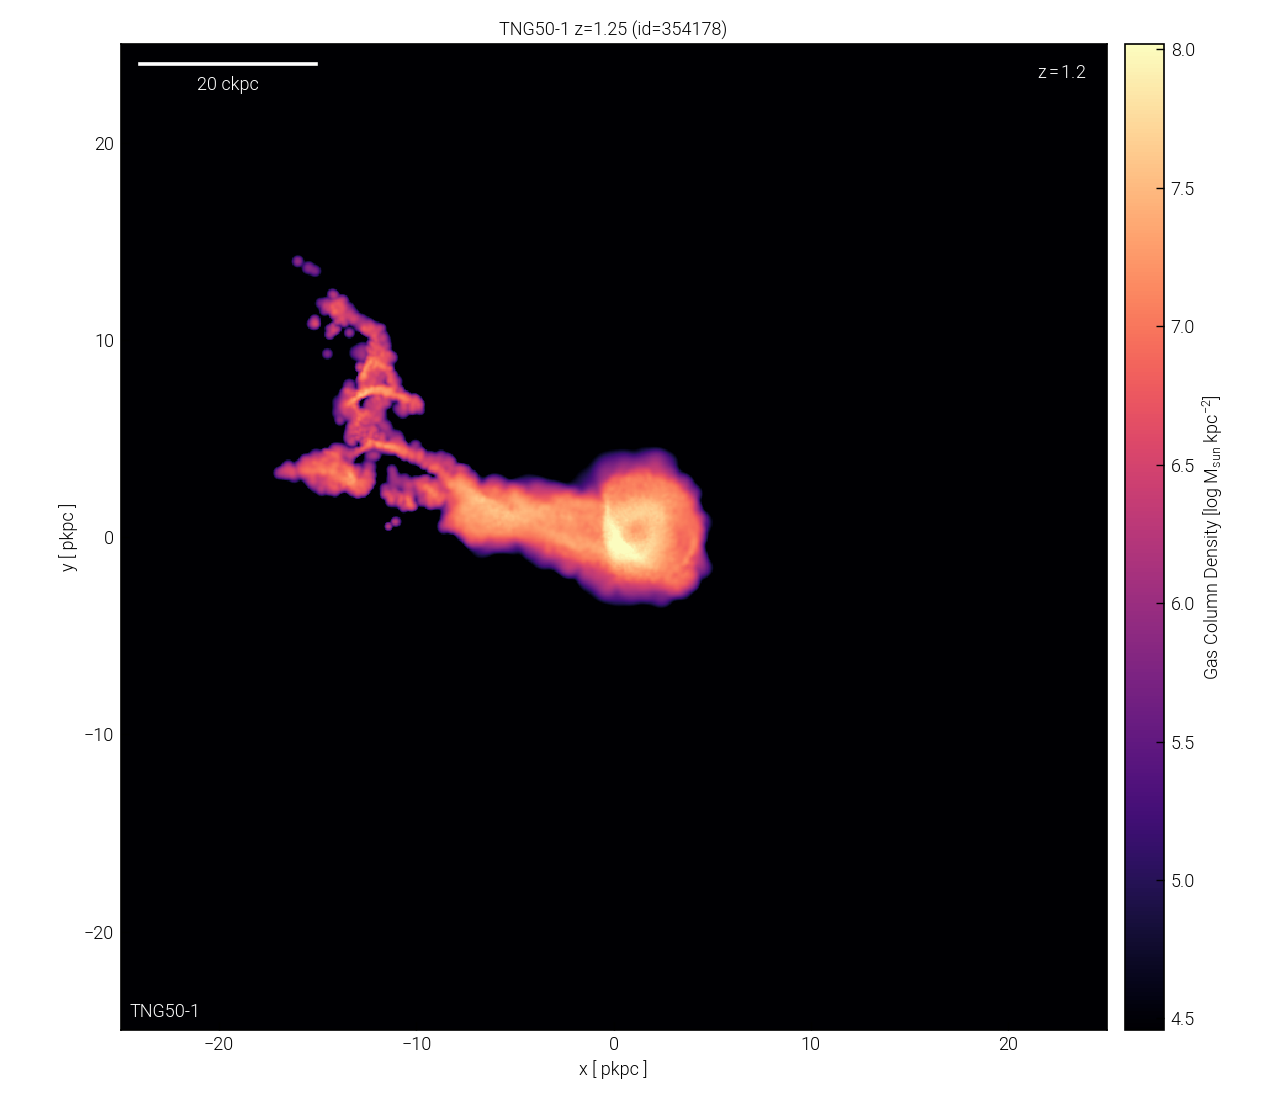 TNG50-1 z=1.25 (id=354178)
20 ckpc
z = 1.2
20
10
0
−10
−20
y [ pkpc ]
TNG50-1
−20
−10
0
10
20
x [ pkpc ]
8.0
7.5
7.0
6.5
6.0
5.5
5.0
4.5
Gas Column Density [log Msun kpc⁻²]